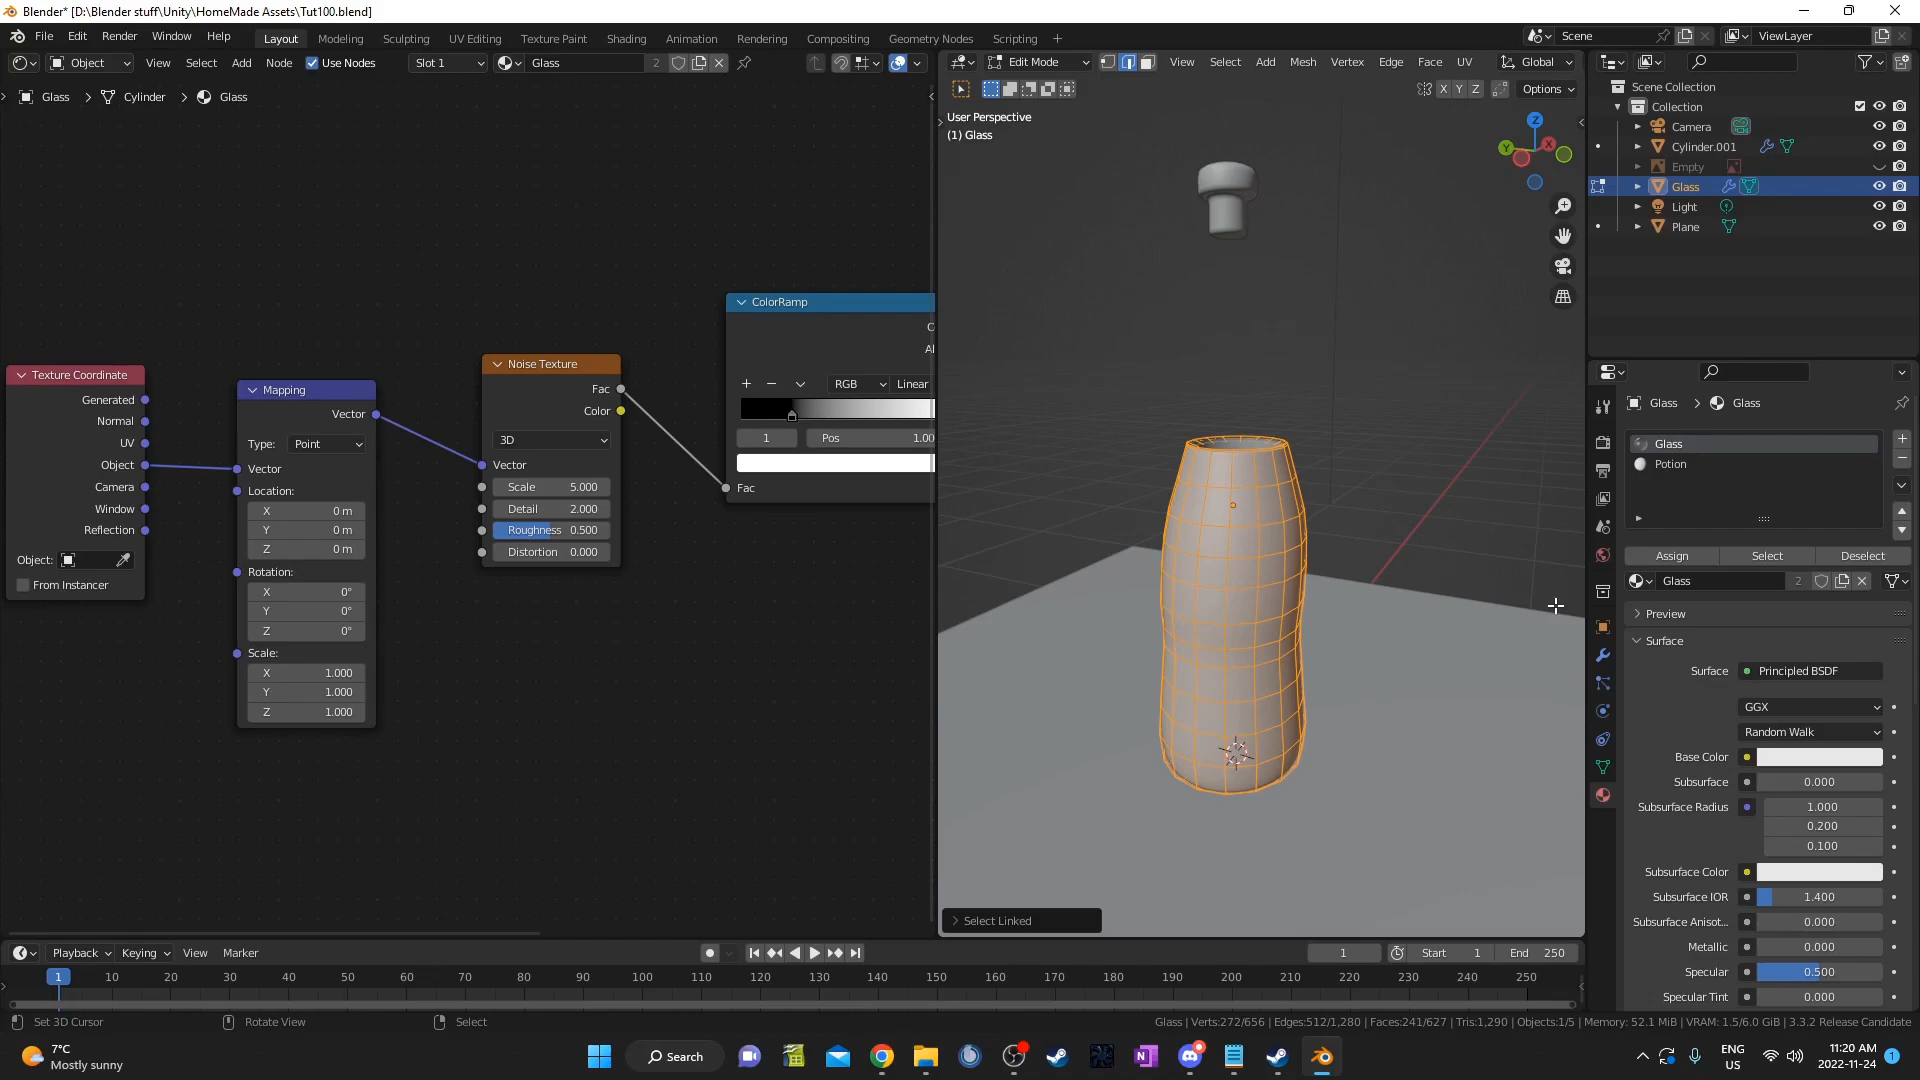 Blender* [D:\Blender stuff\Unity\HomeMade Assets\Tut100.blend]
File Edit Render Window Help Layout Modeling Sculpting UV Editing Texture Paint Shading Animation Rendering Compositing Geometry Nodes Scripting + Scene ViewLayer
Object View Select Add Node Use Nodes Slot 1 Glass 2
Edit Mode View Select Add Mesh Vertex Edge Face UV Global
Glass > Cylinder > Glass
X Y Z Options
User Perspective
(1) Glass
Z
Y
X
Scene Collection
Collection
Camera
Cylinder.001
Empty
Glass
Light
Plane
Texture Coordinate
Generated
Normal
UV
Object
Camera
Window
Reflection
Object:
From Instancer
Mapping
Vector
Type: Point
Vector
Location:
X 0 m
Y 0 m
Z 0 m
Rotation:
X 0°
Y 0°
Z 0°
Scale:
X 1.000
Y 1.000
Z 1.000
Noise Texture
Fac
Color
3D
Vector
Scale 5.000
Detail 2.000
Roughness 0.500
Distortion 0.000
ColorRamp
C
Al
+ − RGB Linear
1 Pos 1.00
Fac
Select Linked
Glass > Glass
Glass
Potion
Assign Select Deselect
Glass 2
Preview
Surface
Surface Principled BSDF
GGX
Random Walk
Base Color
Subsurface 0.000
Subsurface Radius 1.000
0.200
0.100
Subsurface Color
Subsurface IOR 1.400
Subsurface Anisot... 0.000
Metallic 0.000
Specular 0.500
Specular Tint 0.000
Playback Keying View Marker 1 Start 1 End 250
1 10 20 30 40 50 60 70 80 90 100 110 120 130 140 150 160 170 180 190 200 210 220 230 240 250
Set 3D Cursor Rotate View Select Glass | Verts:272/656 | Edges:512/1,280 | Faces:241/627 | Tris:1,290 | Objects:1/5 | Memory: 52.1 MiB | VRAM: 1.5/6.0 GiB | 3.3.2 Release Candidate
7°C
Mostly sunny
Search
ENG
US
11:20 AM
2022-11-24
1